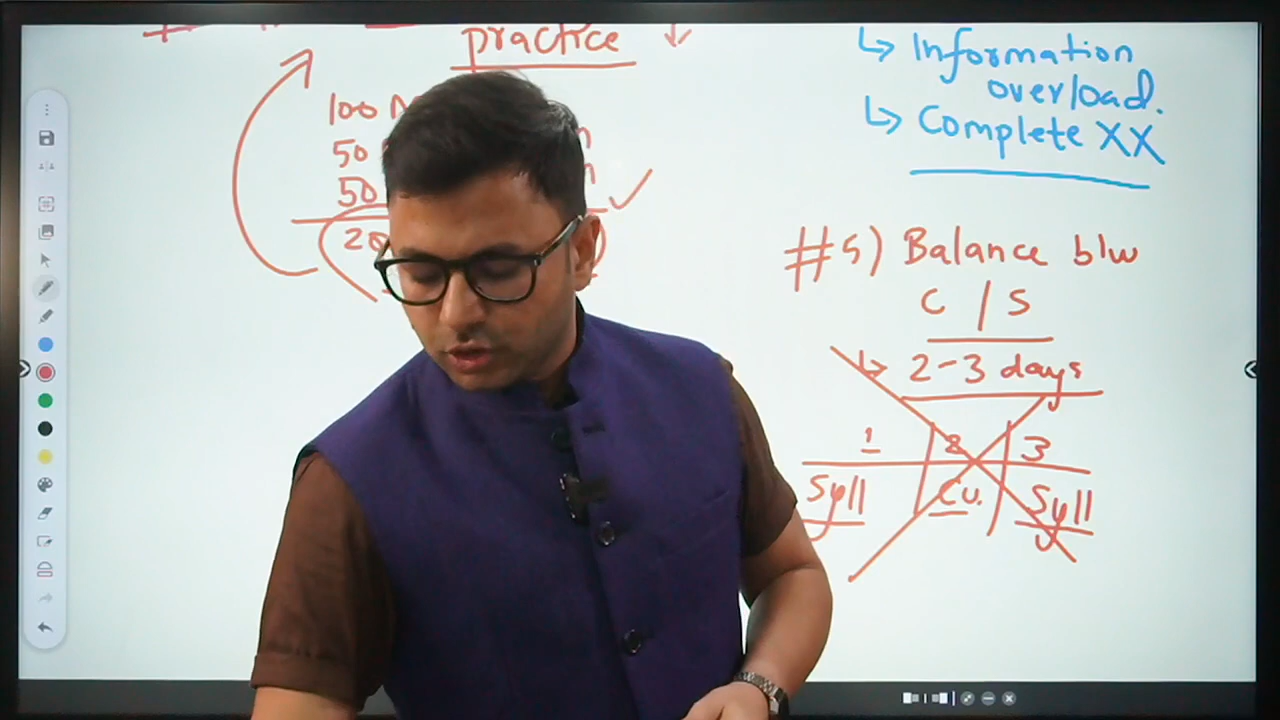 practice
100
50
50
20
Information
overload.
Complete XX
#5) Balance b/w
C / S
2-3 days
1 2 3
Syll Cu. Syll